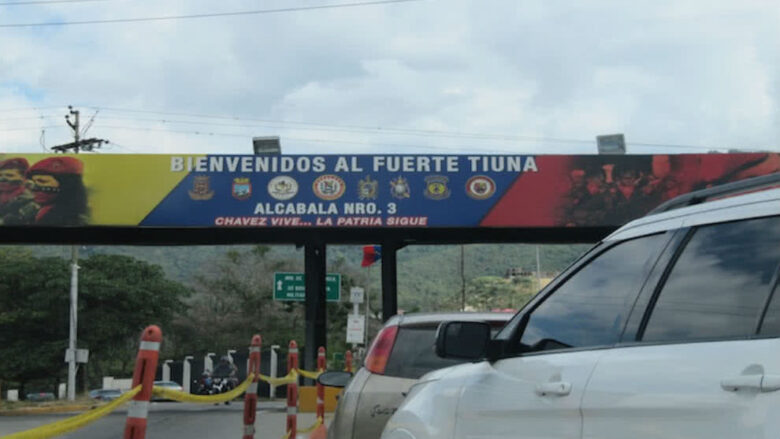 BIENVENIDOS AL FUERTE TIUNA
ALCABALA NRO. 3
CHAVEZ VIVE... LA PATRIA SIGUE